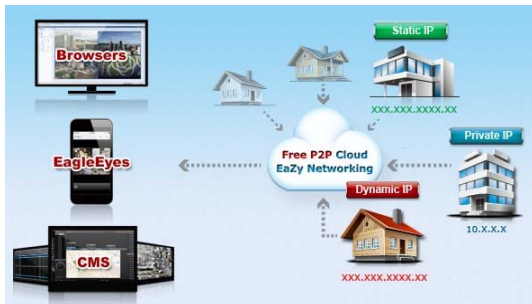 Browsers
Static IP
XXX.XXX.XXXX.XX
EagleEyes
Free P2P Cloud
EaZy Networking
Private IP
10.X.X.X
Dynamic IP
CMS
XXX.XXX.XXXX.XX